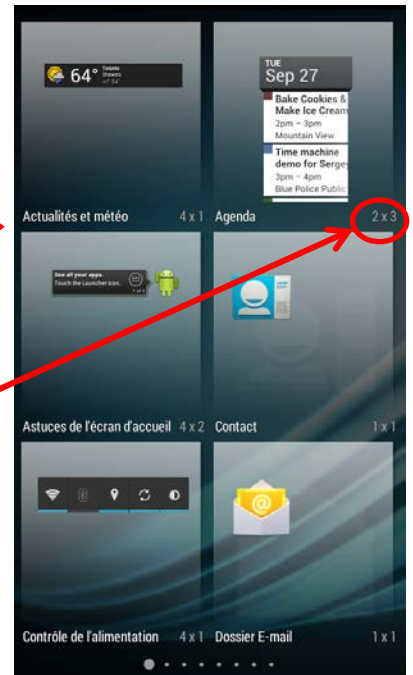 64°
TUE
Sep 27
Bake Cookies &
Make Ice Cream
2pm – 3pm
Mountain View
Time machine
demo for Sergey
3pm – 4pm
Blue Police Public
Actualités et météo 4 x 1
Agenda 2 x 3
See all your apps.
Touch the Launcher icon.
Astuces de l'écran d'accueil 4 x 2
Contact 1 x 1
@
Contrôle de l'alimentation 4 x 1
Dossier E-mail 1 x 1